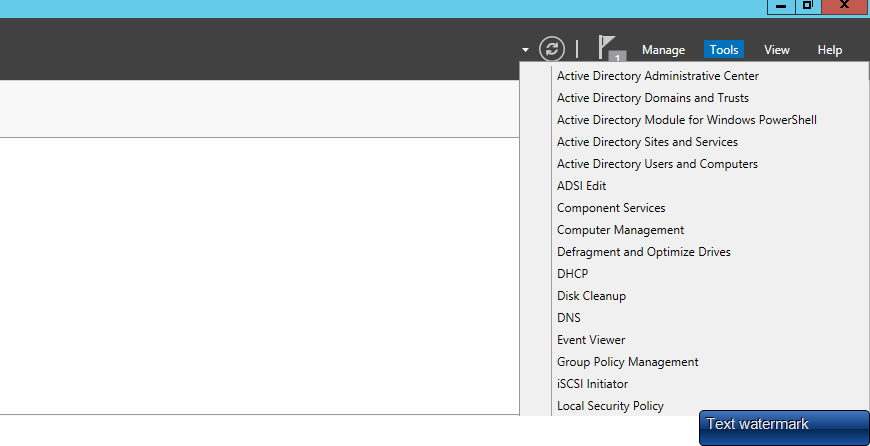 1 Manage Tools View Help
Active Directory Administrative Center
Active Directory Domains and Trusts
Active Directory Module for Windows PowerShell
Active Directory Sites and Services
Active Directory Users and Computers
ADSI Edit
Component Services
Computer Management
Defragment and Optimize Drives
DHCP
Disk Cleanup
DNS
Event Viewer
Group Policy Management
iSCSI Initiator
Local Security Policy
Text watermark